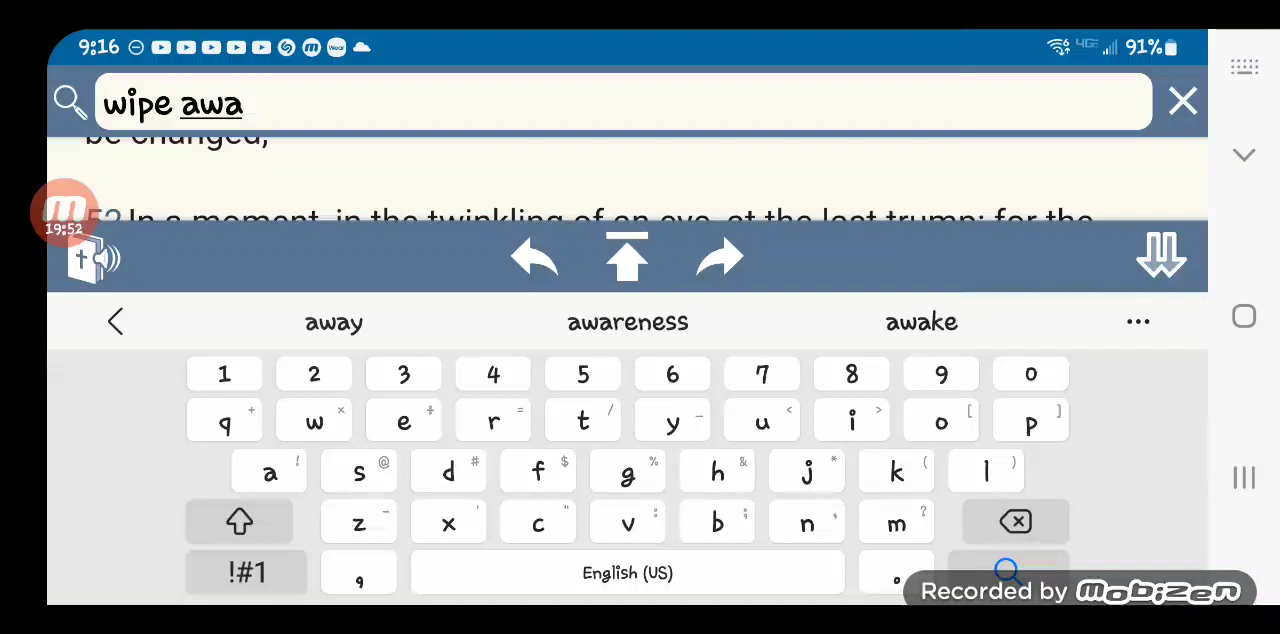 9:16 Wear 4GE 91%
wipe awa
be changed,
52 In a moment, in the twinkling of an eye, at the last trump: for the
19:52
away awareness awake ...
1 2 3 4 5 6 7 8 9 0
q + w × e ÷ r = t / y _ u < i > o [ p ]
a ! s @ d # f $ g % h & j * k ( l )
z - x ' c " v : b ; n , m ?
!#1 , English (US) .
Recorded by mobizen